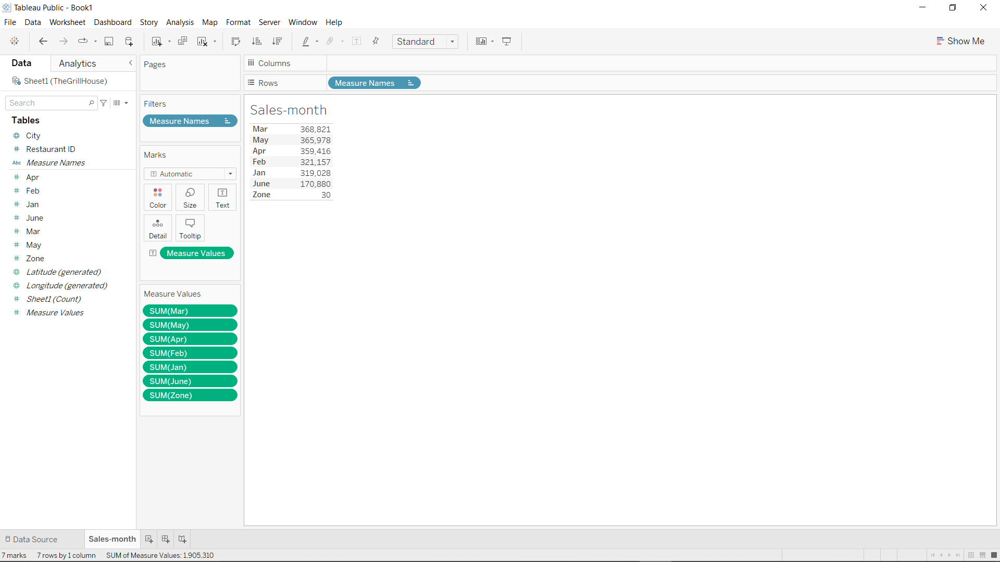 Tableau Public - Book1
File Data Worksheet Dashboard Story Analysis Map Format Server Window Help
Standard
Show Me
Data
Analytics
Sheet1 (TheGrillHouse)
Search
Tables
City
Restaurant ID
Abc Measure Names
Apr
Feb
Jan
June
Mar
May
Zone
Latitude (generated)
Longitude (generated)
Sheet1 (Count)
Measure Values
Pages
Filters
Measure Names
Marks
T Automatic
Color
Size
T Text
Detail
Tooltip
T Measure Values
Measure Values
SUM(Mar)
SUM(May)
SUM(Apr)
SUM(Feb)
SUM(Jan)
SUM(June)
SUM(Zone)
Columns
Rows
Measure Names
Sales-month
Mar 368,821
May 365,978
Apr 359,416
Feb 321,157
Jan 319,028
June 170,880
Zone 30
Data Source
Sales-month
7 marks 7 rows by 1 column SUM of Measure Values: 1,905,310